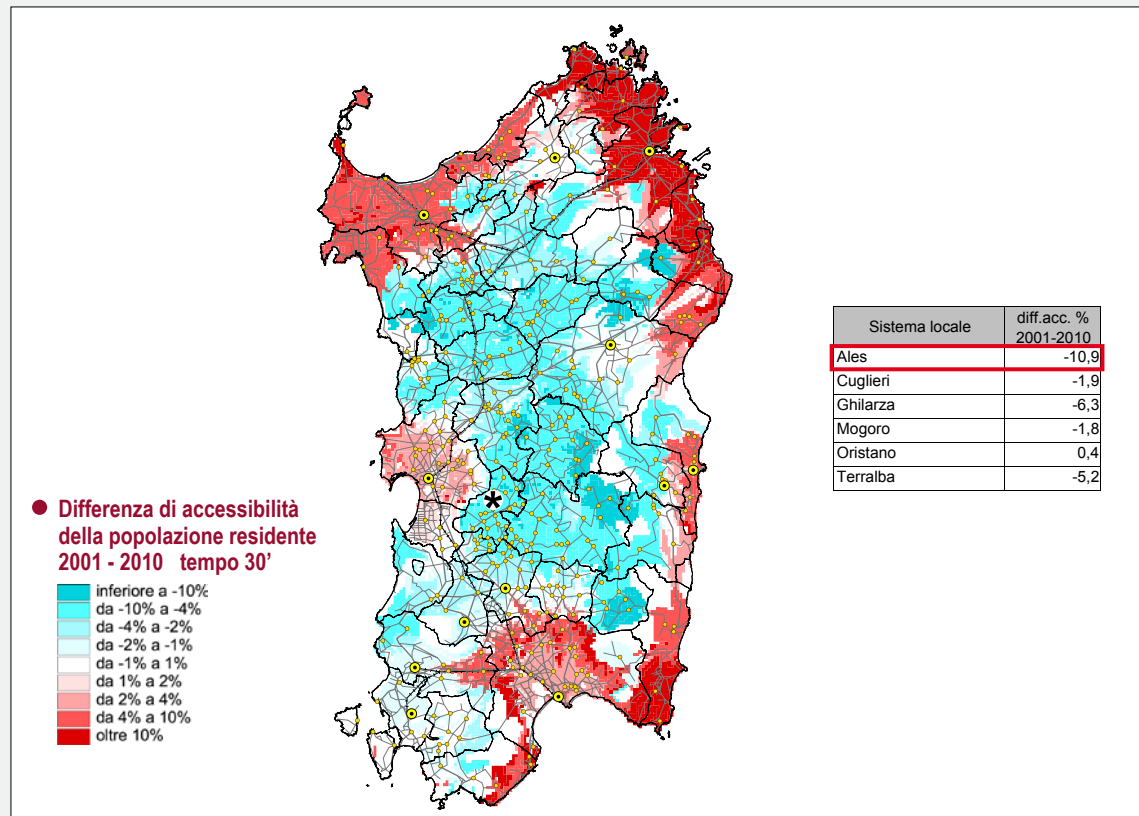 Sistema locale diff.acc. % 2001-2010
Ales -10,9
Cuglieri -1,9
Ghilarza -6,3
Mogoro -1,8
Oristano 0,4
Terralba -5,2
*
● Differenza di accessibilità
della popolazione residente
2001 - 2010 tempo 30’
inferiore a -10%
da -10% a -4%
da -4% a -2%
da -2% a -1%
da -1% a 1%
da 1% a 2%
da 2% a 4%
da 4% a 10%
oltre 10%